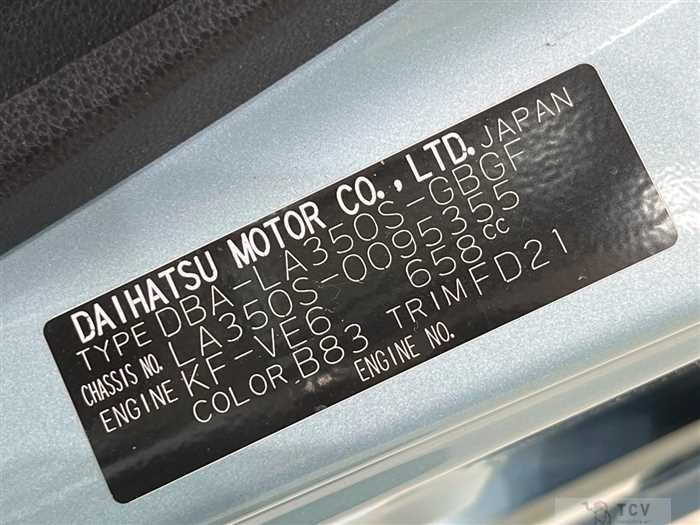 DAIHATSU MOTOR CO., LTD. JAPAN
TYPE DBA-LA350S-GBGF
CHASSIS NO. LA350S-0095355
ENGINE KF-VE6 658cc
COLOR B83 TRIM FD21
ENGINE NO.
TCV